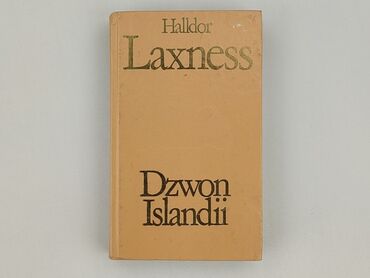 Halldor
Laxness
Dzwon
Islandii